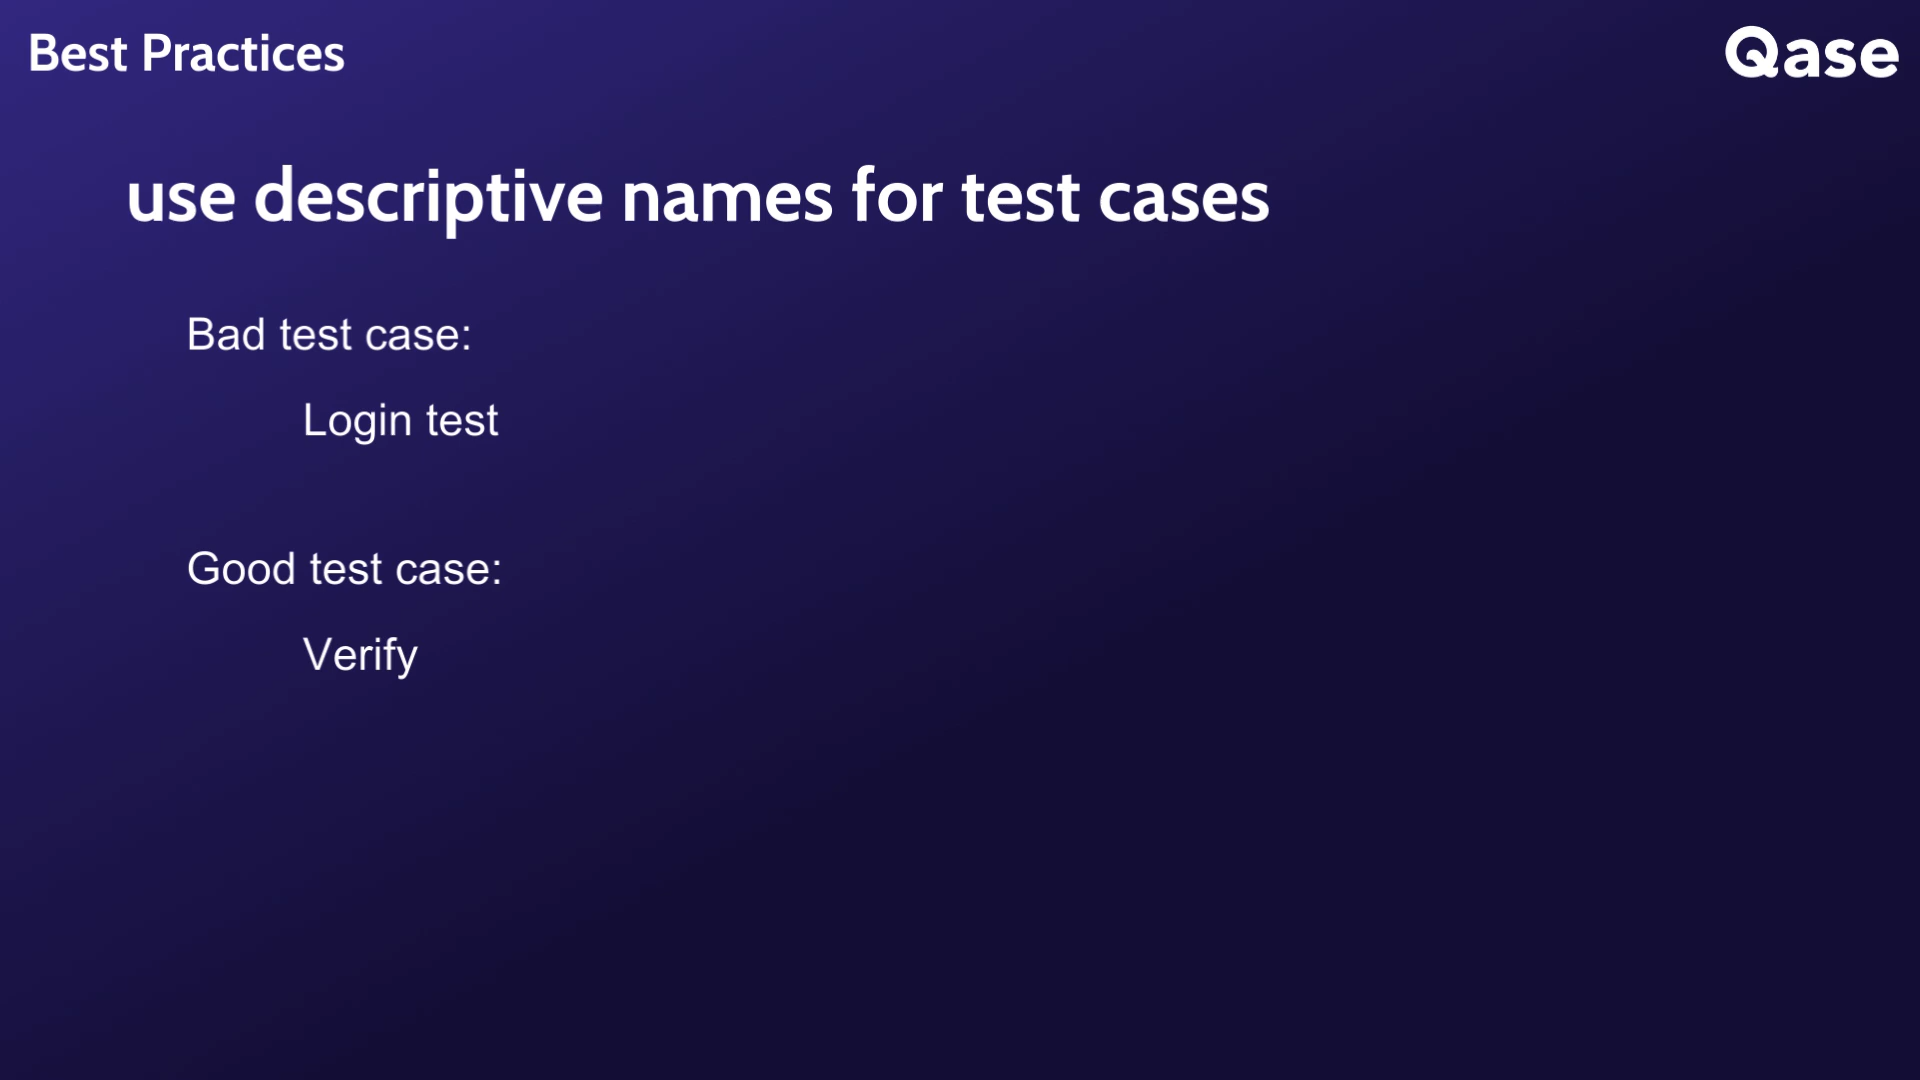 Best Practices
Qase
use descriptive names for test cases
Bad test case:
Login test
Good test case:
Verify